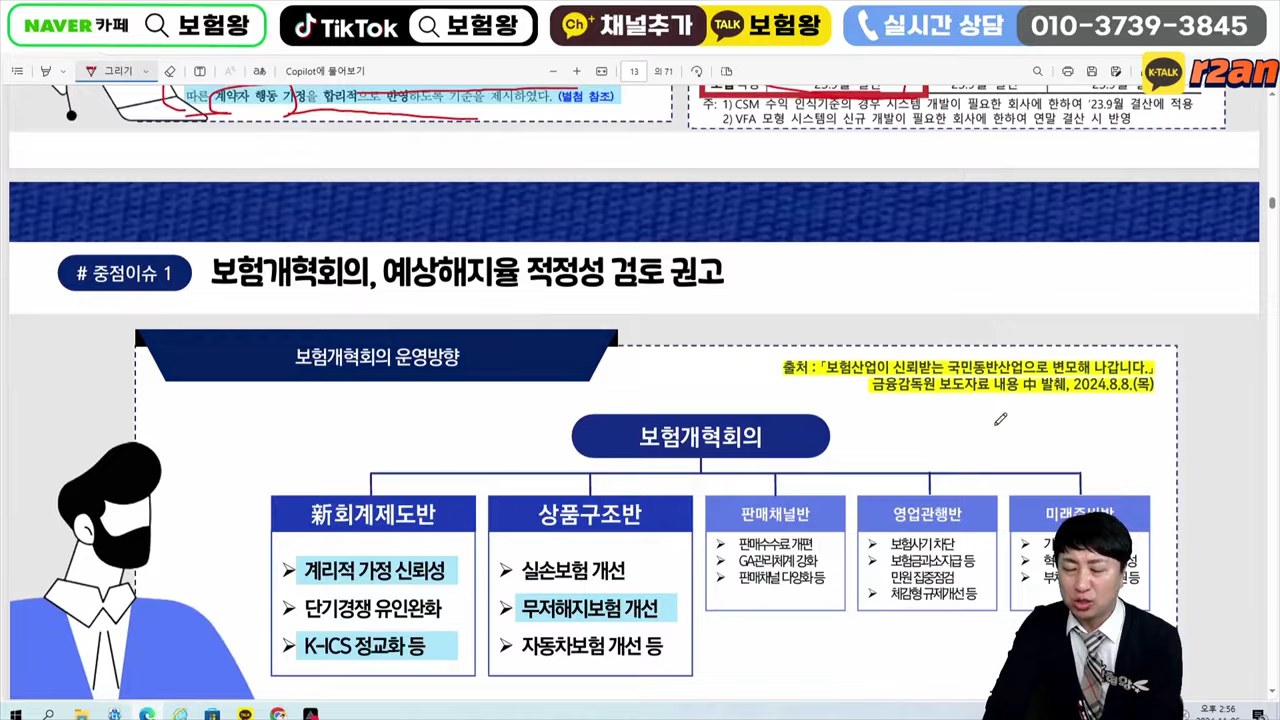 NAVER 카페 보험왕
TikTok 보험왕
Ch+ 채널추가 TALK 보험왕
실시간 상담 010-3739-3845
그리기
Copilot에 물어보기
13 의 71
K-TALK r2an
따른 계약자 행동 가정을 합리적으로 반영하도록 기준을 제시하였다. (별첨 참조)
주: 1) CSM 수익 인식기준의 경우 시스템 개발이 필요한 회사에 한하여 '23.9월 결산에 적용
2) VFA 모형 시스템의 신규 개발이 필요한 회사에 한하여 연말 결산 시 반영
# 중점이슈 1
보험개혁회의, 예상해지율 적정성 검토 권고
보험개혁회의 운영방향
출처 : 「보험산업이 신뢰받는 국민동반산업으로 변모해 나갑니다.」
금융감독원 보도자료 내용 中 발췌, 2024.8.8.(목)
보험개혁회의
新회계제도반
➢ 계리적 가정 신뢰성
➢ 단기경쟁 유인완화
➢ K-ICS 정교화 등
상품구조반
➢ 실손보험 개선
➢ 무저해지보험 개선
➢ 자동차보험 개선 등
판매채널반
➢ 판매수수료 개편
➢ GA관리체계 강화
➢ 판매채널 다양화 등
영업관행반
➢ 보험사기 차단
➢ 보험금과소지급 등
민원 집중점검
➢ 체감형 규제개선 등
오후 2:56